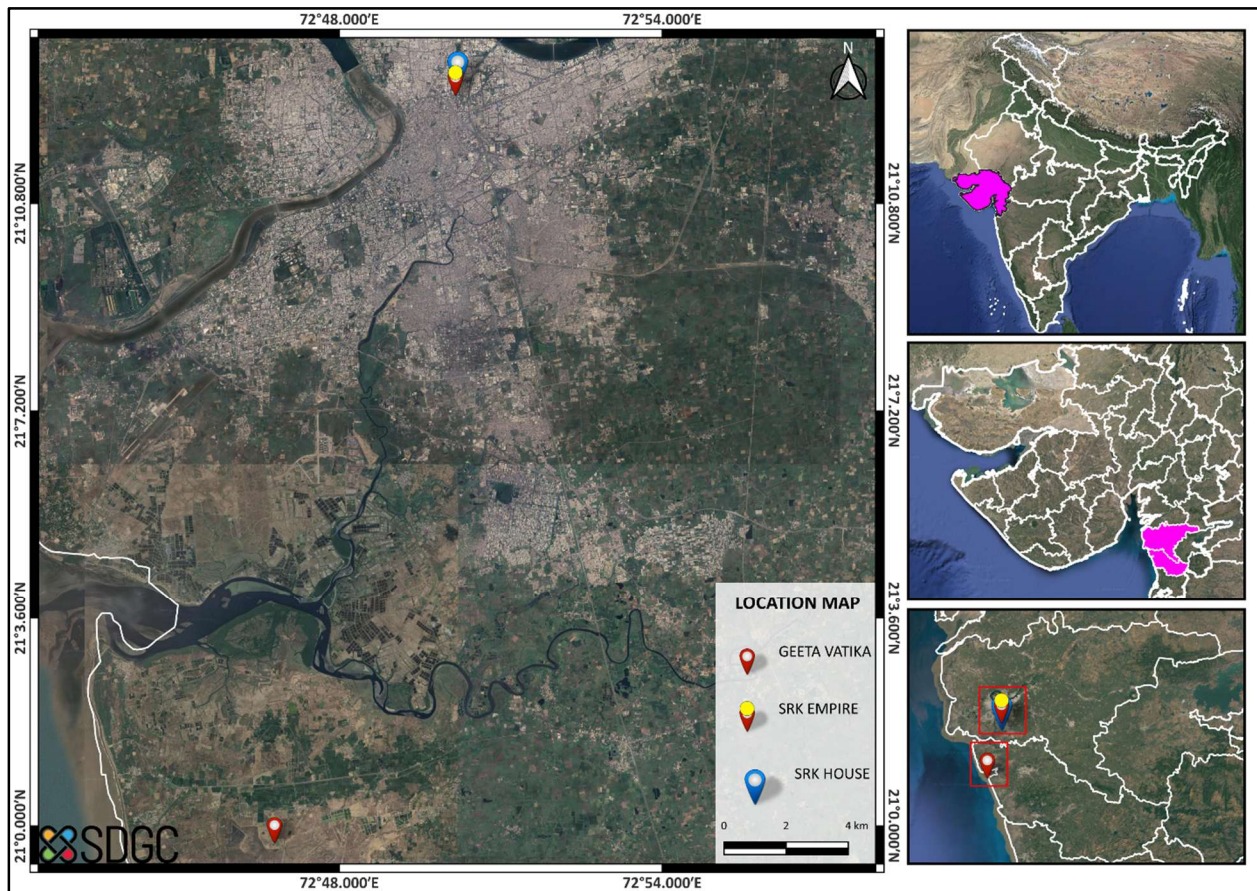 72°48.000'E
72°54.000'E
N
21°10.800'N
21°10.800'N
21°7.200'N
21°7.200'N
21°3.600'N
21°3.600'N
21°0.000'N
21°0.000'N
LOCATION MAP
GEETA VATIKA
SRK EMPIRE
SRK HOUSE
0 2 4 km
SDGC
72°48.000'E
72°54.000'E